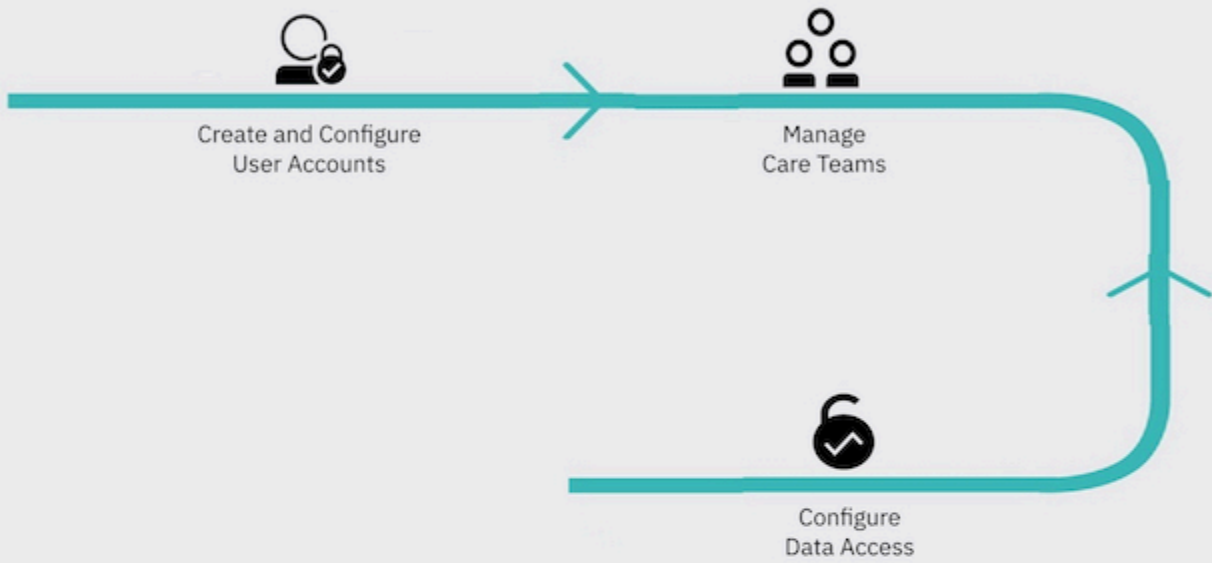 Create and Configure
User Accounts
Manage
Care Teams
Configure
Data Access